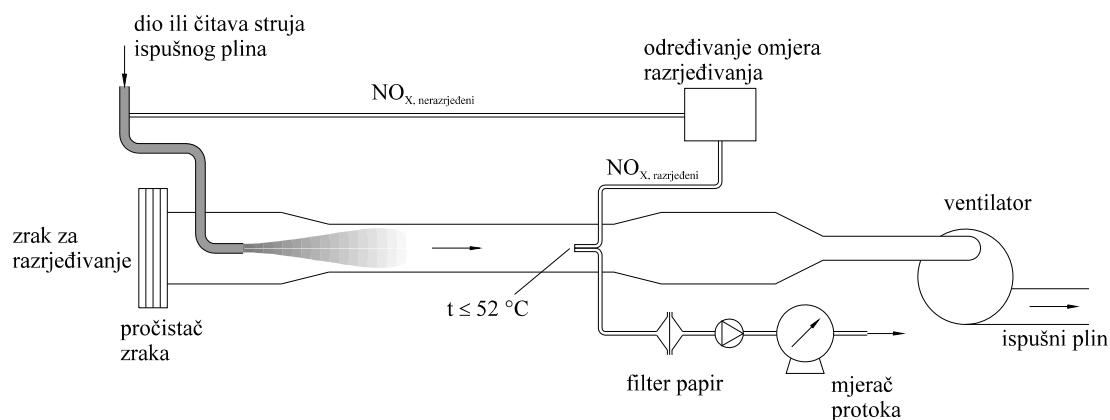 dio ili čitava struja
ispušnog plina
određivanje omjera
razrjeđivanja
NOX, nerazrjeđeni
NOX, razrjeđeni
ventilator
zrak za
razrjeđivanje
t ≤ 52 °C
pročistač
zraka
ispušni plin
filter papir
mjerač
protoka